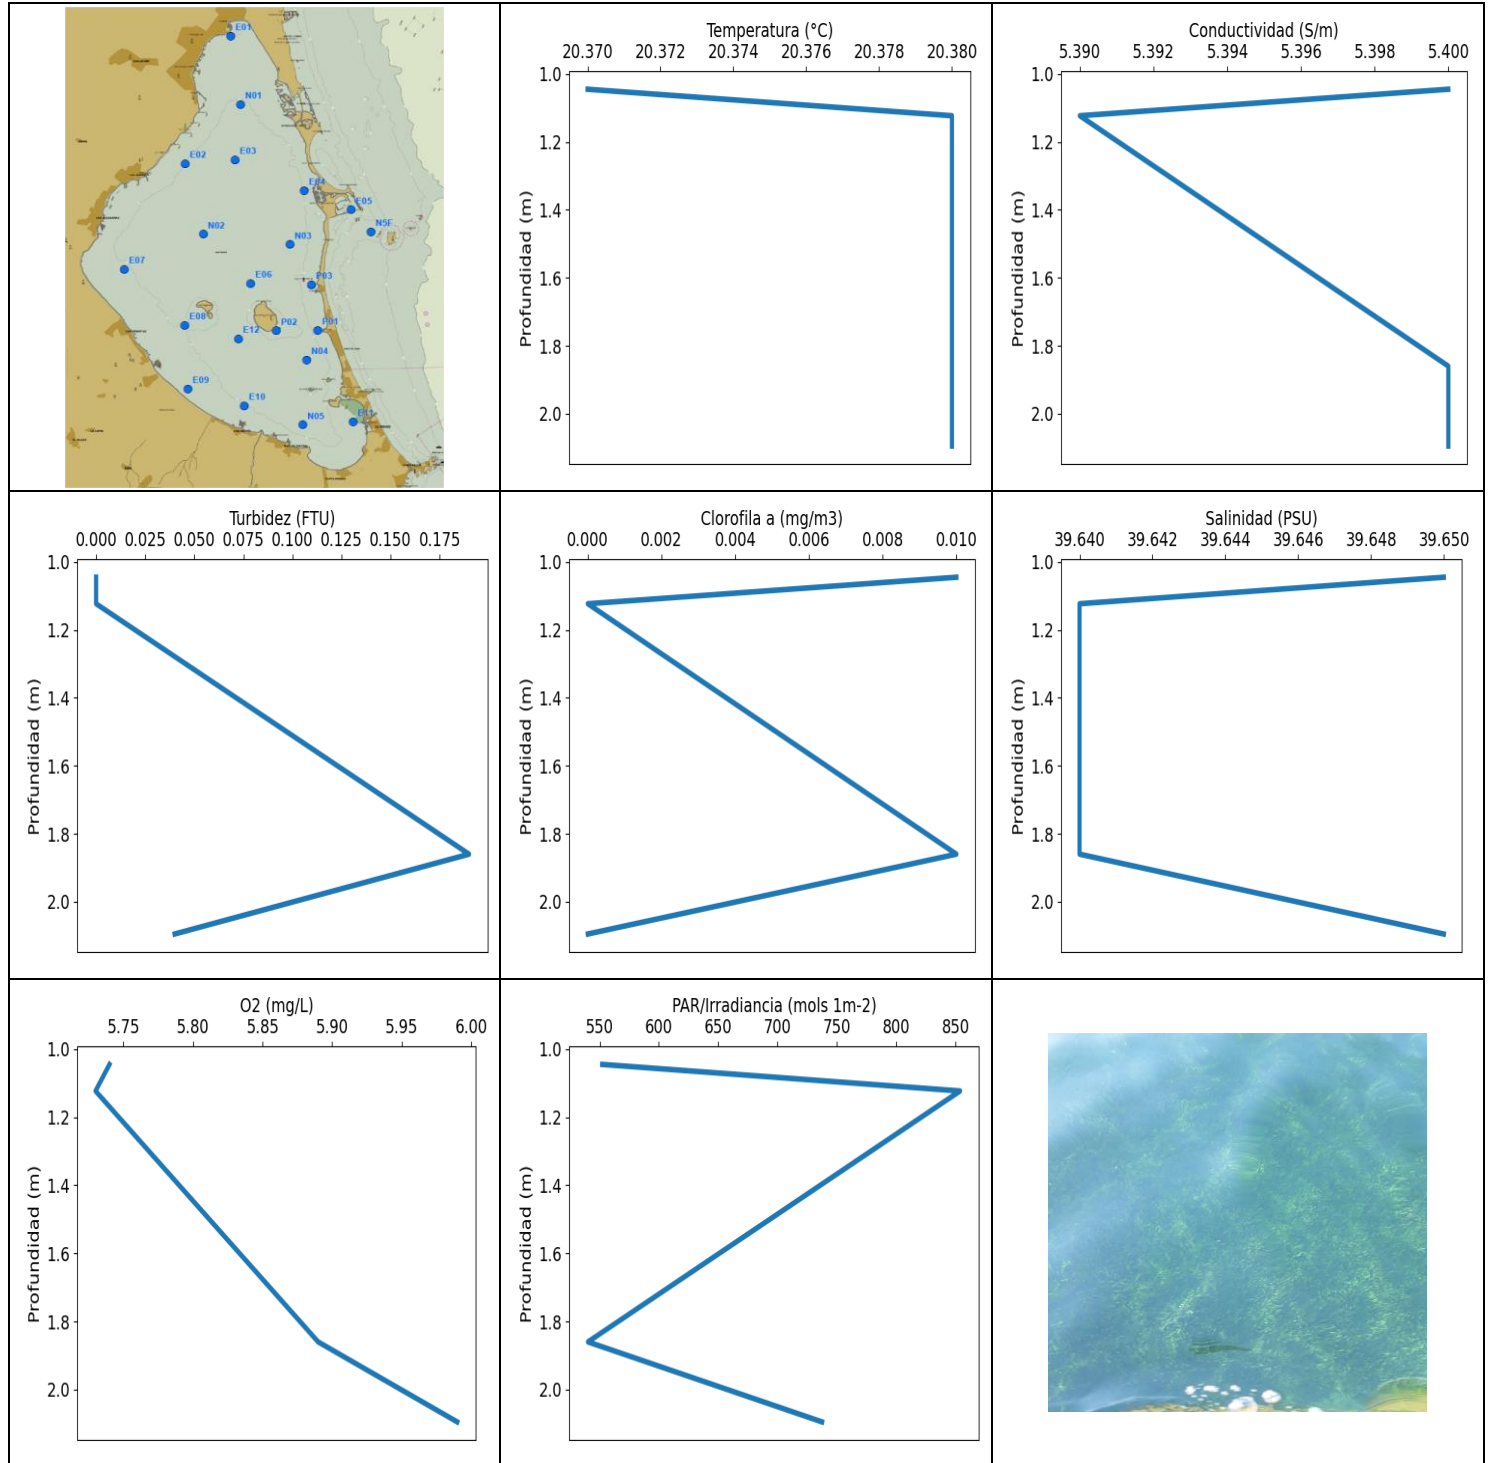 E01
N01
E02
E03
E04
E05
N5F
N02
N03
E07
E06
P03
E08
P02
P01
E12
N04
E09
E10
N05
E11
Temperatura (°C)
20.370 20.372 20.374 20.376 20.378 20.380
1.0
1.2
1.4
1.6
1.8
2.0
Profundidad (m)
Conductividad (S/m)
5.390 5.392 5.394 5.396 5.398 5.400
1.0
1.2
1.4
1.6
1.8
2.0
Profundidad (m)
Turbidez (FTU)
0.000 0.025 0.050 0.075 0.100 0.125 0.150 0.175
1.0
1.2
1.4
1.6
1.8
2.0
Profundidad (m)
Clorofila a (mg/m3)
0.000 0.002 0.004 0.006 0.008 0.010
1.0
1.2
1.4
1.6
1.8
2.0
Profundidad (m)
Salinidad (PSU)
39.640 39.642 39.644 39.646 39.648 39.650
1.0
1.2
1.4
1.6
1.8
2.0
Profundidad (m)
O2 (mg/L)
5.75 5.80 5.85 5.90 5.95 6.00
1.0
1.2
1.4
1.6
1.8
2.0
Profundidad (m)
PAR/Irradiancia (mols 1m-2)
550 600 650 700 750 800 850
1.0
1.2
1.4
1.6
1.8
2.0
Profundidad (m)